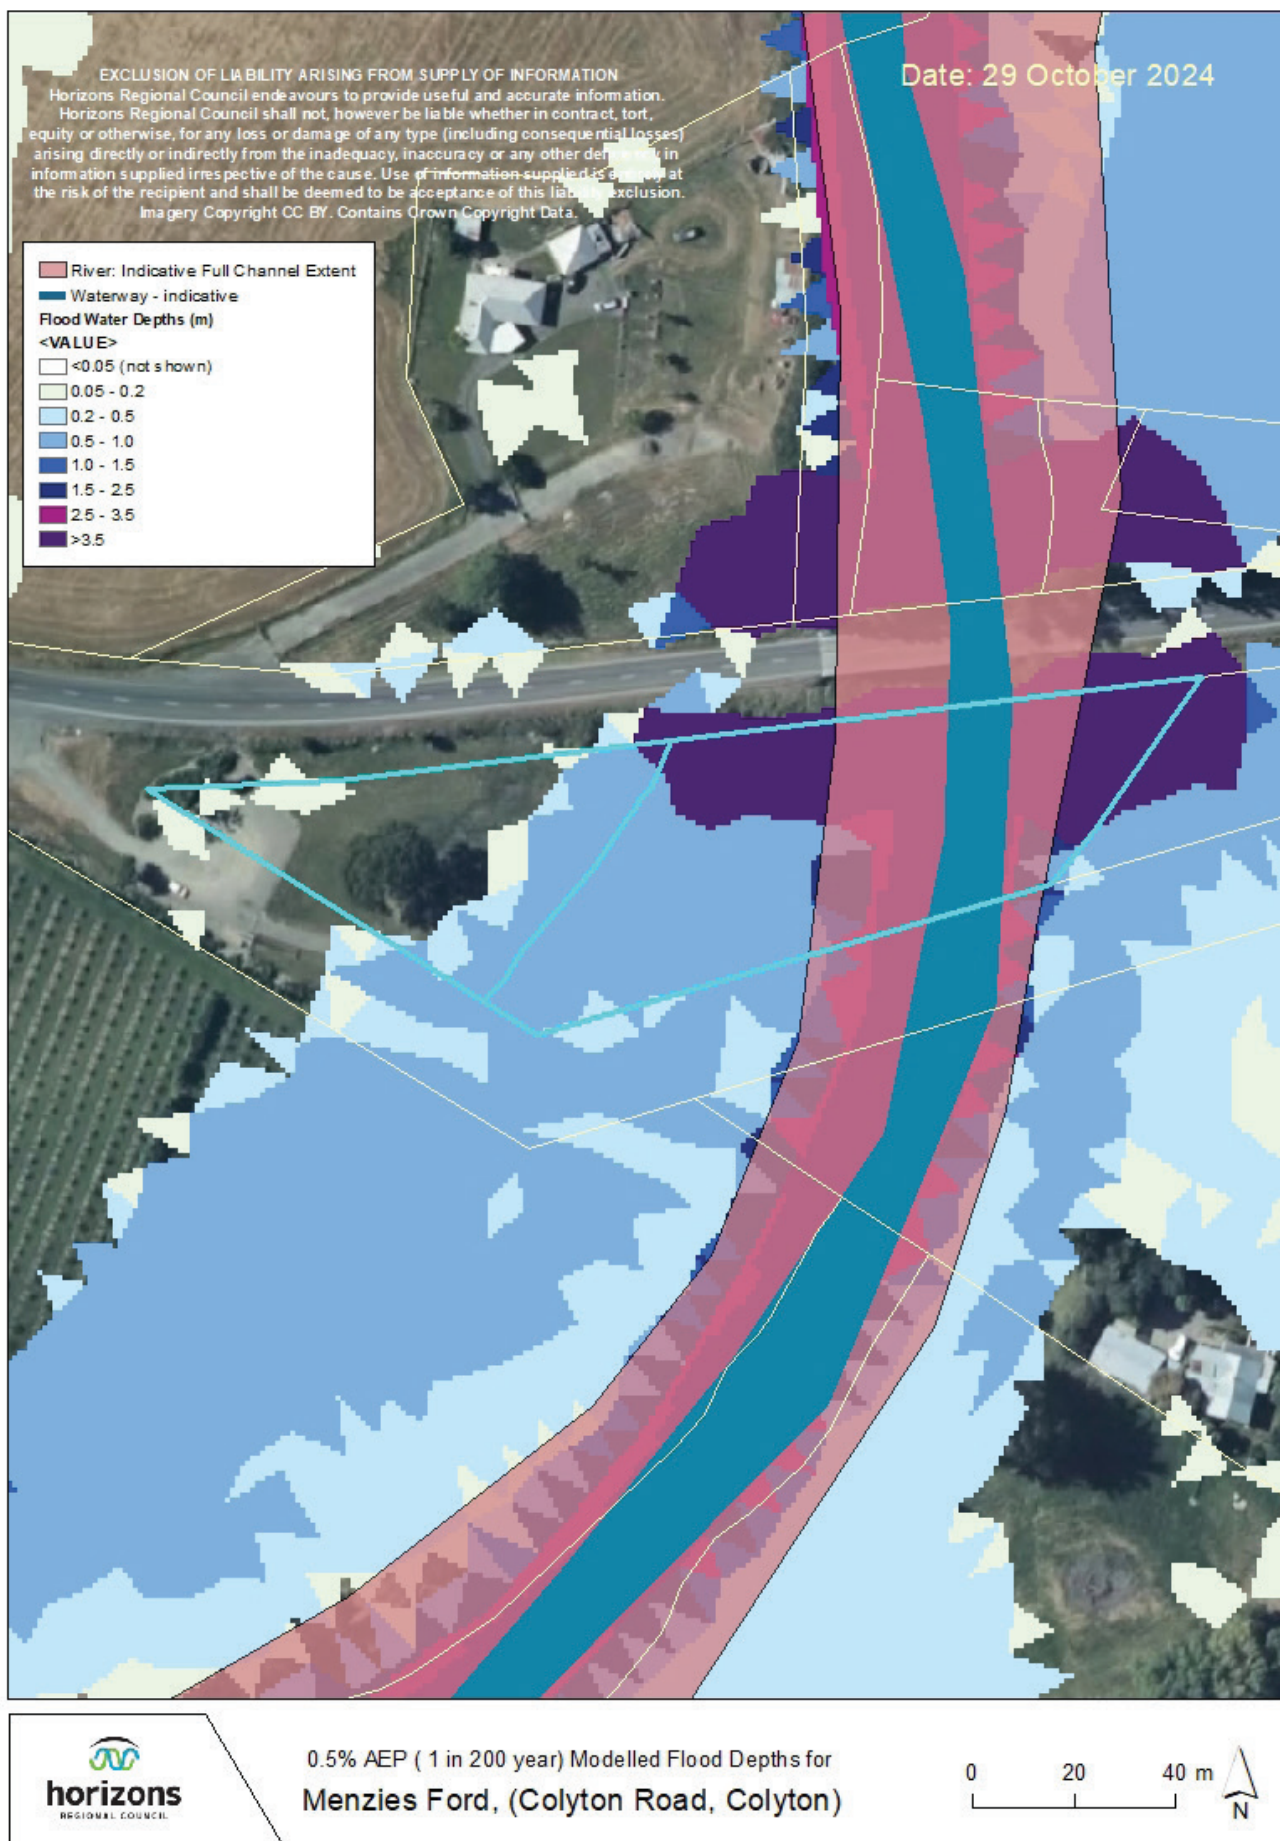 EXCLUSION OF LIABILITY ARISING FROM SUPPLY OF INFORMATION
Horizons Regional Council endeavours to provide useful and accurate information.
Horizons Regional Council shall not, however be liable whether in contract, tort,
equity or otherwise, for any loss or damage of any type (including consequential losses)
arising directly or indirectly from the inadequacy, inaccuracy or any other deficiency in
information supplied irrespective of the cause. Use of information supplied is entirely at
the risk of the recipient and shall be deemed to be acceptance of this liability exclusion.
Imagery Copyright CC BY. Contains Crown Copyright Data.
Date: 29 October 2024
River: Indicative Full Channel Extent
Waterway - indicative
Flood Water Depths (m)
<VALUE>
<0.05 (not shown)
0.05 - 0.2
0.2 - 0.5
0.5 - 1.0
1.0 - 1.5
1.5 - 2.5
2.5 - 3.5
>3.5
horizons
REGIONAL COUNCIL
0.5% AEP ( 1 in 200 year) Modelled Flood Depths for
Menzies Ford, (Colyton Road, Colyton)
0 20 40 m
N